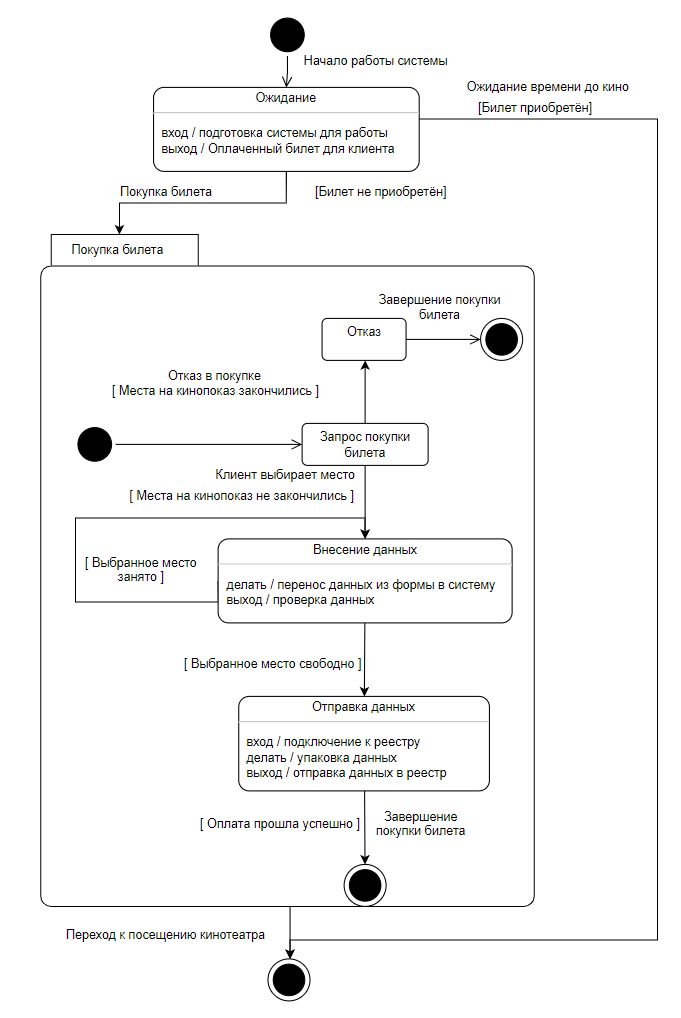 Начало работы системы
Ожидание времени до кино
[Билет приобретён]
Ожидание
вход / подготовка системы для работы
выход / Оплаченный билет для клиента
Покупка билета
[Билет не приобретён]
Покупка билета
Завершение покупки
билета
Отказ
Отказ в покупке
[ Места на кинопоказ закончились ]
Запрос покупки
билета
Клиент выбирает место
[ Места на кинопоказ не закончились ]
Внесение данных
[ Выбранное место
занято ]
делать / перенос данных из формы в систему
выход / проверка данных
[ Выбранное место свободно ]
Отправка данных
вход / подключение к реестру
делать / упаковка данных
выход / отправка данных в реестр
[ Оплата прошла успешно ]
Завершение
покупки билета
Переход к посещению кинотеатра